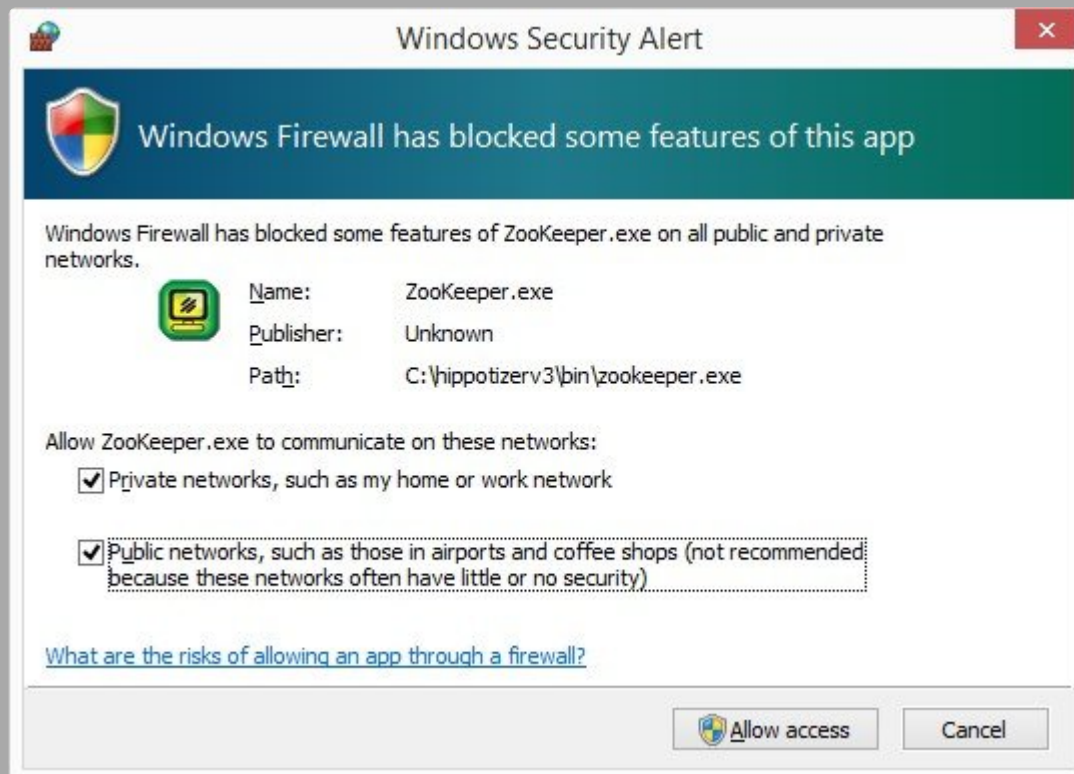 Windows Security Alert
Windows Firewall has blocked some features of this app
Windows Firewall has blocked some features of ZooKeeper.exe on all public and private
networks.
Name: ZooKeeper.exe
Publisher: Unknown
Path: C:\hippotizerv3\bin\zookeeper.exe
Allow ZooKeeper.exe to communicate on these networks:
Private networks, such as my home or work network
Public networks, such as those in airports and coffee shops (not recommended
because these networks often have little or no security)
What are the risks of allowing an app through a firewall?
Allow access Cancel